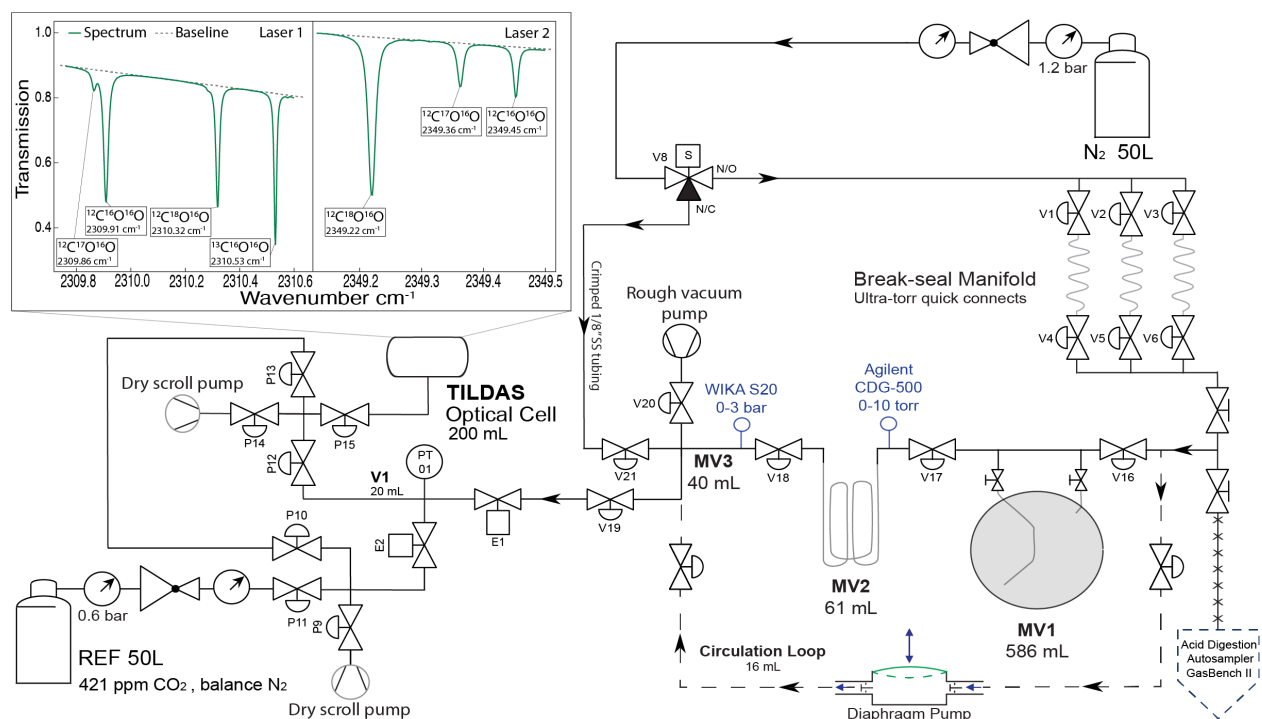 Spectrum
Baseline
Laser 1
Laser 2
Transmission
1.0
0.8
0.6
0.4
¹²C¹⁷O¹⁶O
2309.86 cm⁻¹
¹²C¹⁶O¹⁶O
2309.91 cm⁻¹
¹²C¹⁸O¹⁶O
2310.32 cm⁻¹
¹³C¹⁶O¹⁶O
2310.53 cm⁻¹
¹²C¹⁸O¹⁶O
2349.22 cm⁻¹
¹²C¹⁷O¹⁶O
2349.36 cm⁻¹
¹²C¹⁶O¹⁶O
2349.45 cm⁻¹
2309.8 2310.0 2310.2 2310.4 2310.6 2349.2 2349.3 2349.4 2349.5
Wavenumber cm⁻¹
1.2 bar
N₂ 50L
V8
S
N/O
N/C
V1
V2
V3
Break-seal Manifold
Ultra-torr quick connects
V4
V5
V6
Crimped 1/8"SS tubing
Rough vacuum
pump
V20
WIKA S20
0-3 bar
Agilent
CDG-500
0-10 torr
V21
MV3
40 mL
V18
V17
V16
MV2
61 mL
MV1
586 mL
Dry scroll pump
P13
P14
P15
P12
TILDAS
Optical Cell
200 mL
V1
20 mL
PT
01
E1
V19
E2
P10
P11
P9
0.6 bar
REF 50L
421 ppm CO₂ , balance N₂
Dry scroll pump
Circulation Loop
16 mL
Diaphragm Pump
Acid Digestion
Autosampler
GasBench II